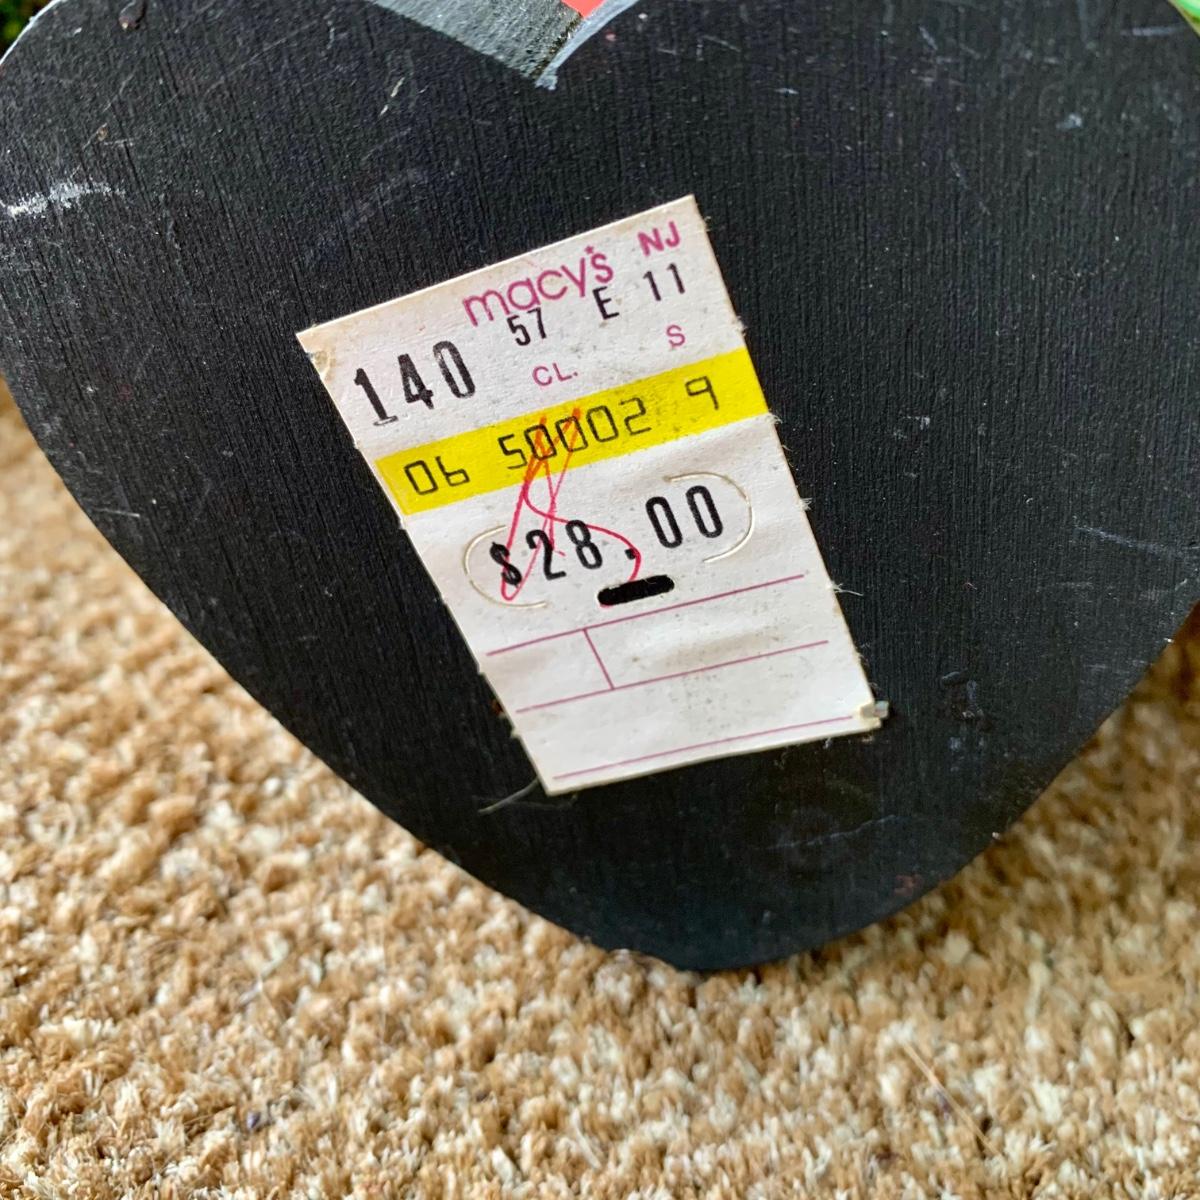 macy's NJ
57 E 11
140 CL. S
06 50002 9
$28.00